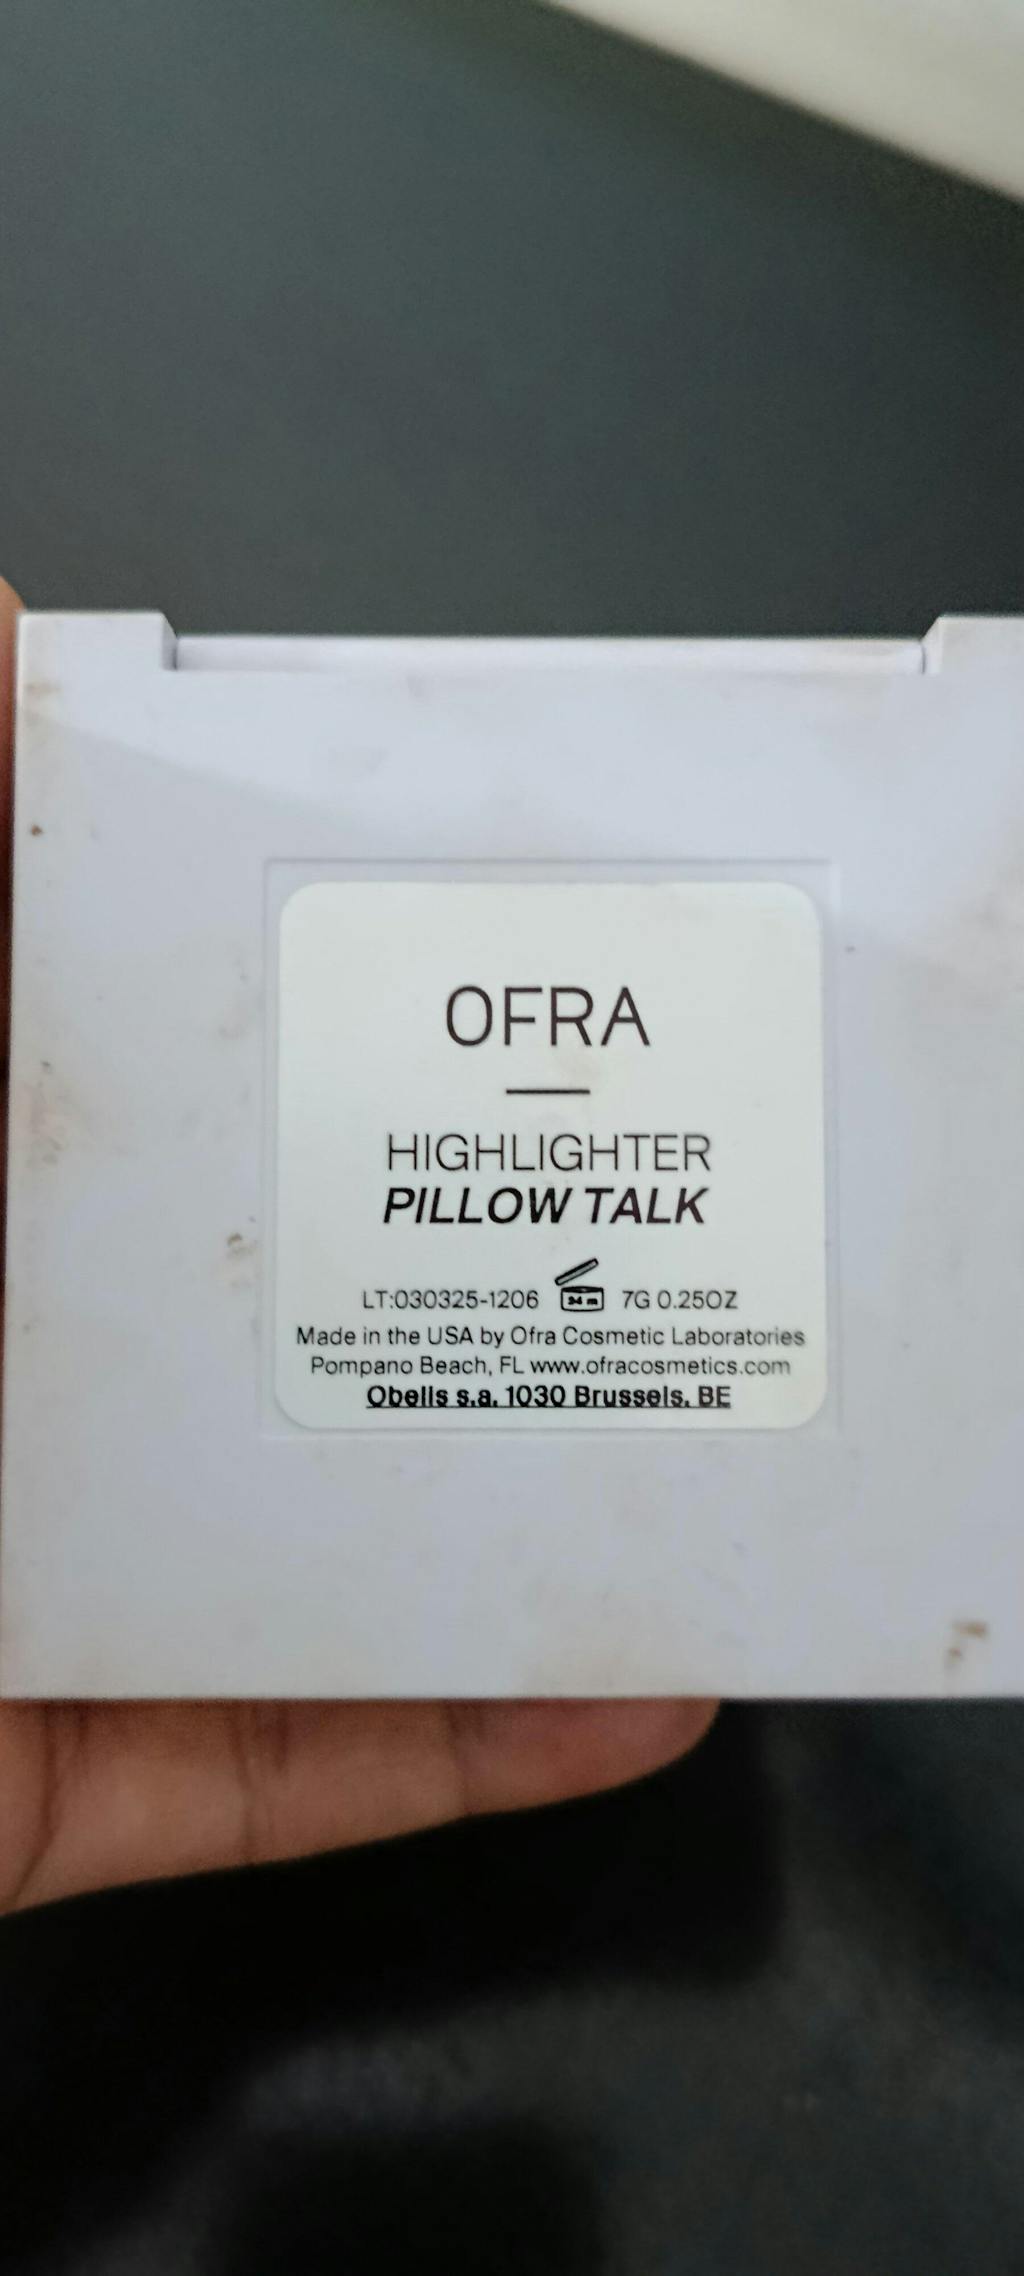 OFRA
HIGHLIGHTER
PILLOW TALK
LT:030325-1206 24 m 7G 0.25OZ
Made in the USA by Ofra Cosmetic Laboratories
Pompano Beach, FL www.ofracosmetics.com
Obelis s.a. 1030 Brussels, BE